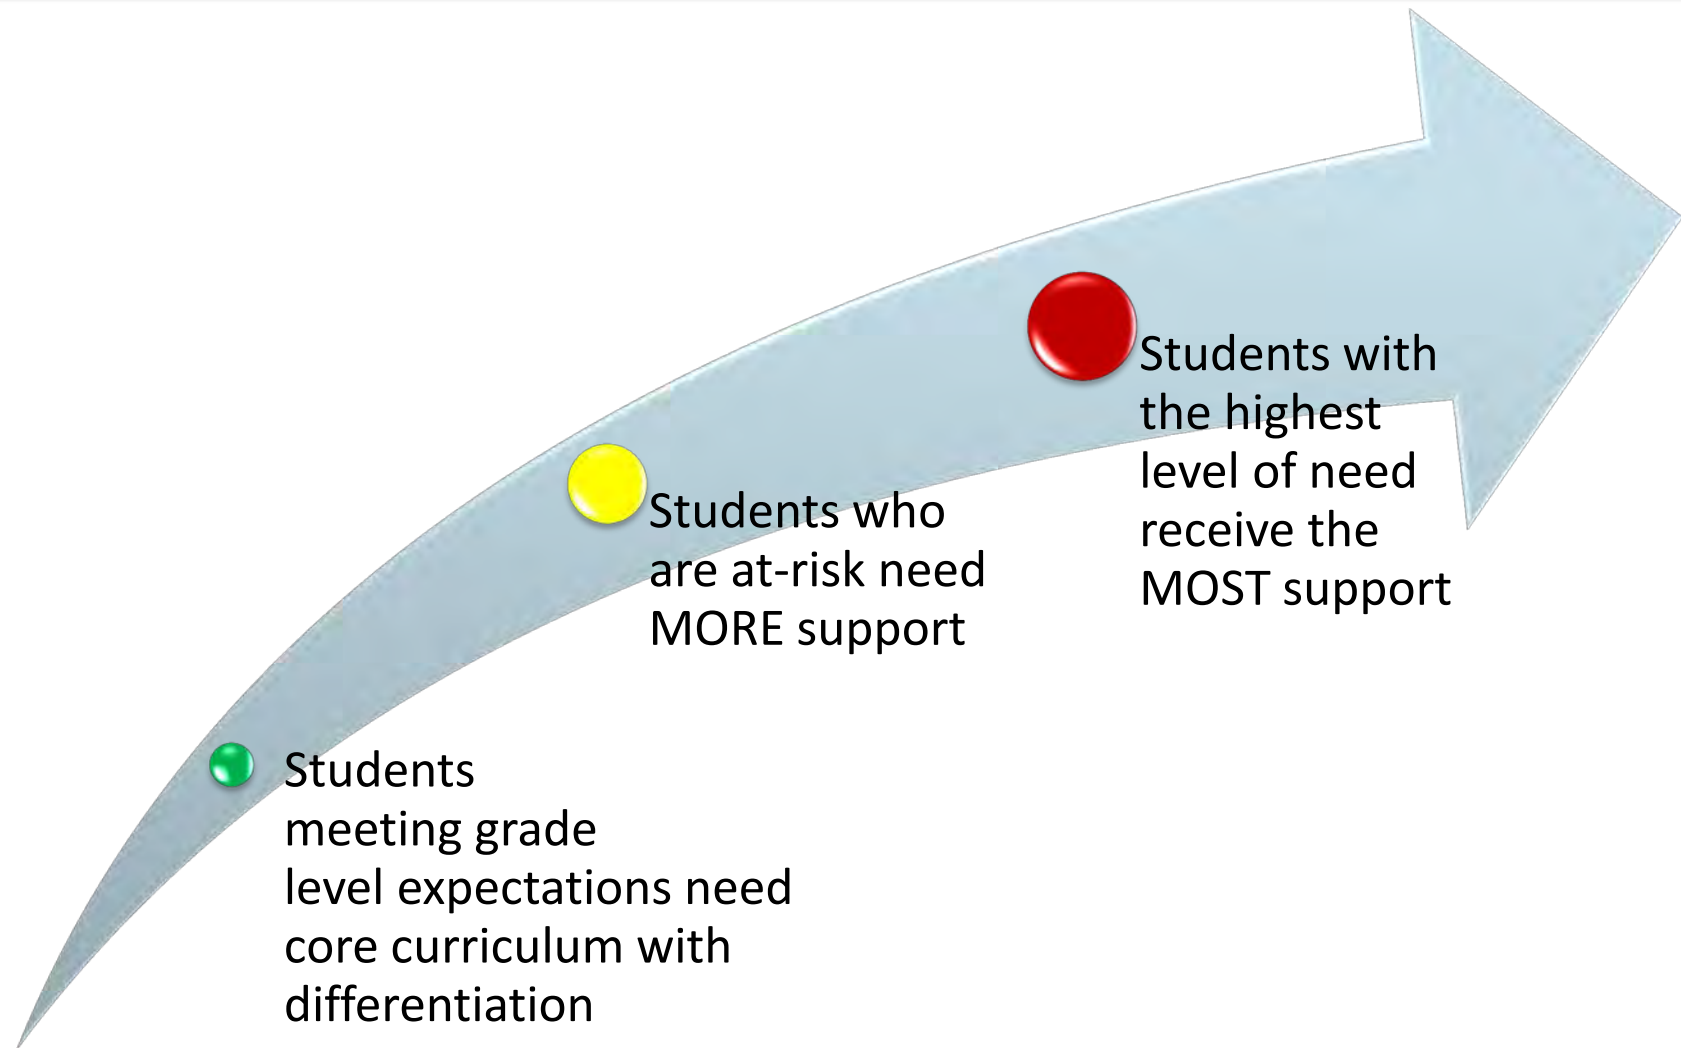 Students with
the highest
level of need
receive the
MOST support
Students who
are at-risk need
MORE support
Students
meeting grade
level expectations need
core curriculum with
differentiation